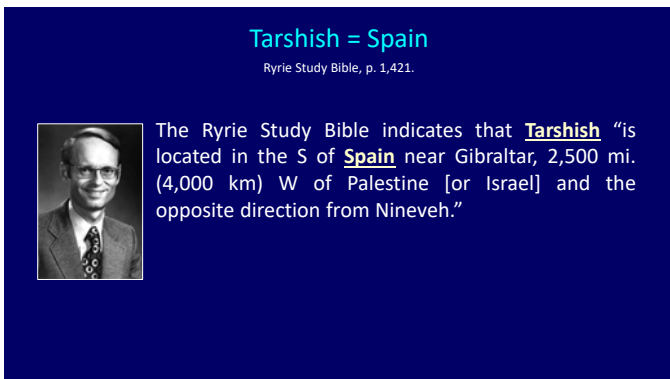 Tarshish = Spain
Ryrie Study Bible, p. 1,421.
The Ryrie Study Bible indicates that Tarshish “is
located in the S of Spain near Gibraltar, 2,500 mi.
(4,000 km) W of Palestine [or Israel] and the
opposite direction from Nineveh.”